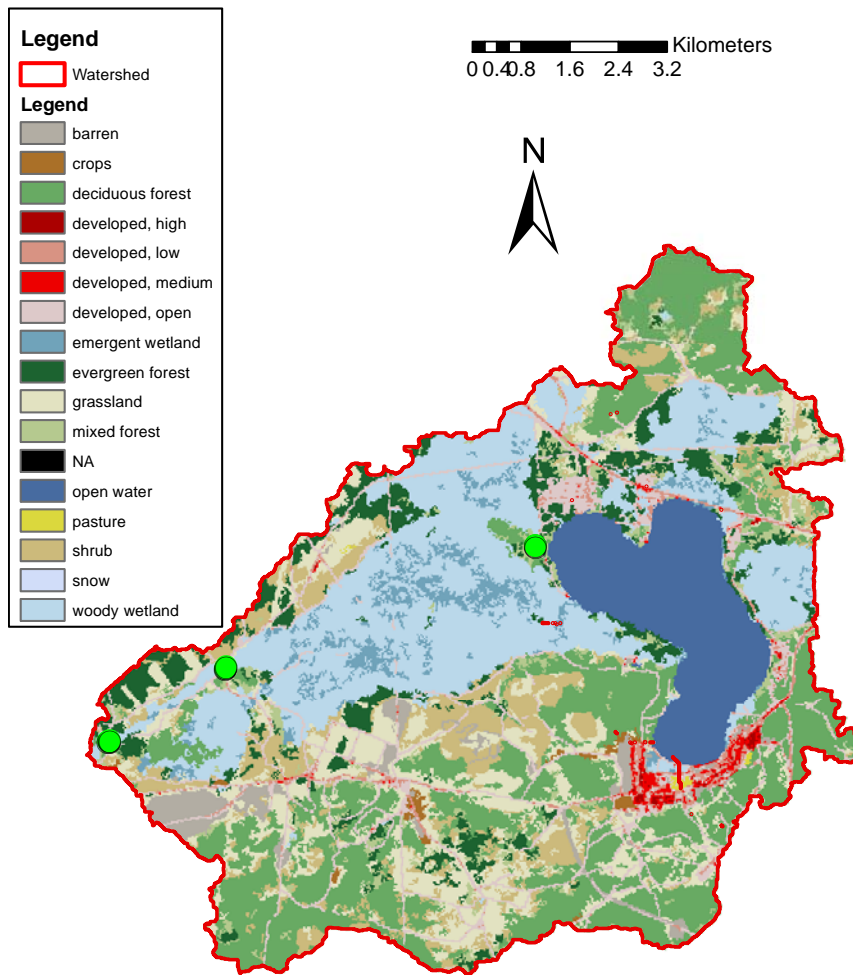 Legend
Watershed
Legend
barren
crops
deciduous forest
developed, high
developed, low
developed, medium
developed, open
emergent wetland
evergreen forest
grassland
mixed forest
NA
open water
pasture
shrub
snow
woody wetland
Kilometers
0 0.40.8 1.6 2.4 3.2
N